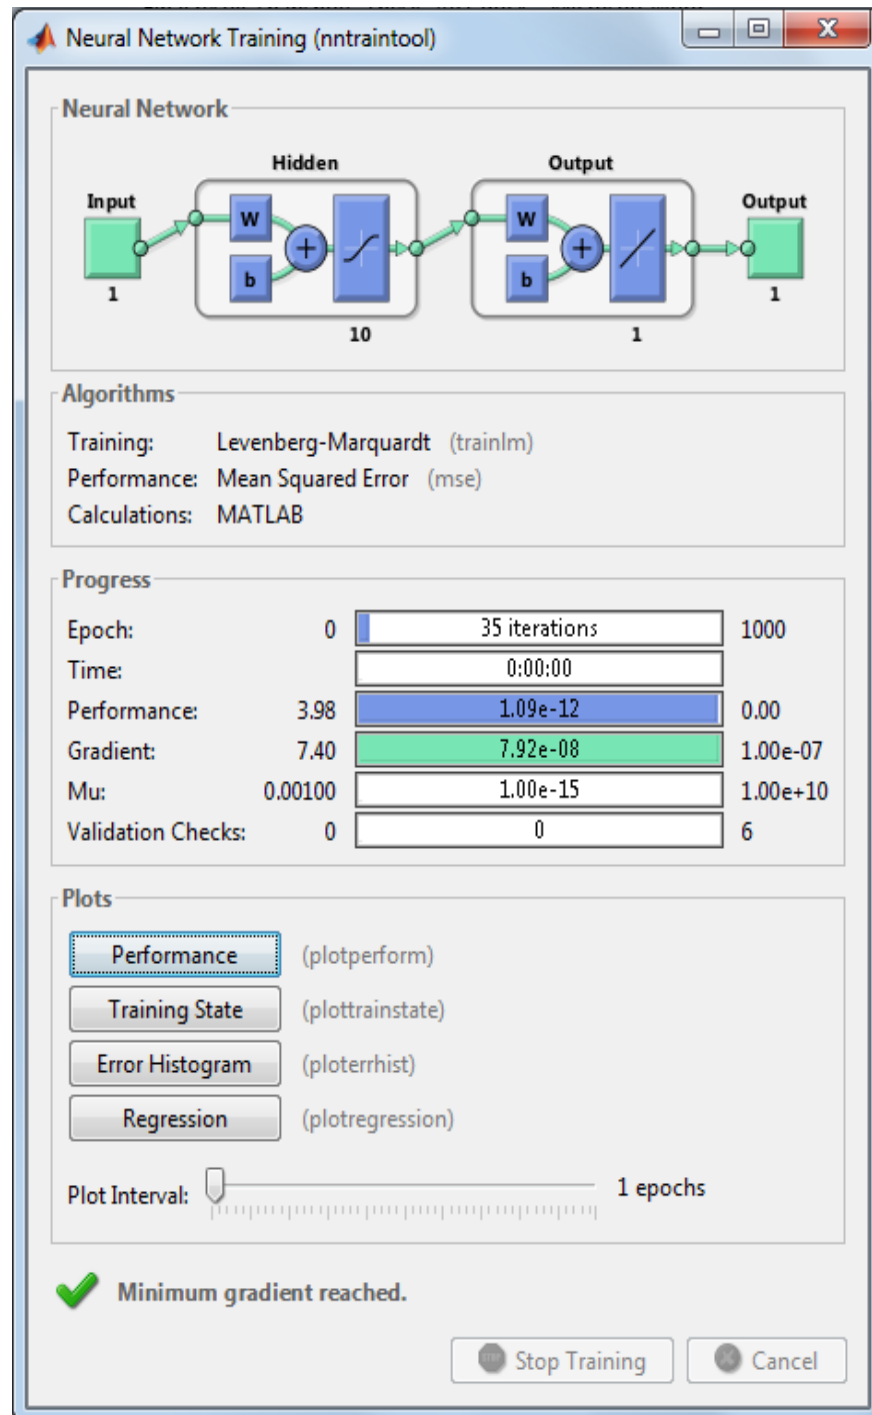 Neural Network Training (nntraintool)
Neural Network
Hidden Output
Input W b + W b + Output
1 10 1 1
Algorithms
Training: Levenberg-Marquardt (trainlm)
Performance: Mean Squared Error (mse)
Calculations: MATLAB
Progress
Epoch: 0 35 iterations 1000
Time: 0:00:00
Performance: 3.98 1.09e-12 0.00
Gradient: 7.40 7.92e-08 1.00e-07
Mu: 0.00100 1.00e-15 1.00e+10
Validation Checks: 0 0 6
Plots
Performance (plotperform)
Training State (plottrainstate)
Error Histogram (ploterrhist)
Regression (plotregression)
Plot Interval: 1 epochs
Minimum gradient reached.
STOP Stop Training Cancel